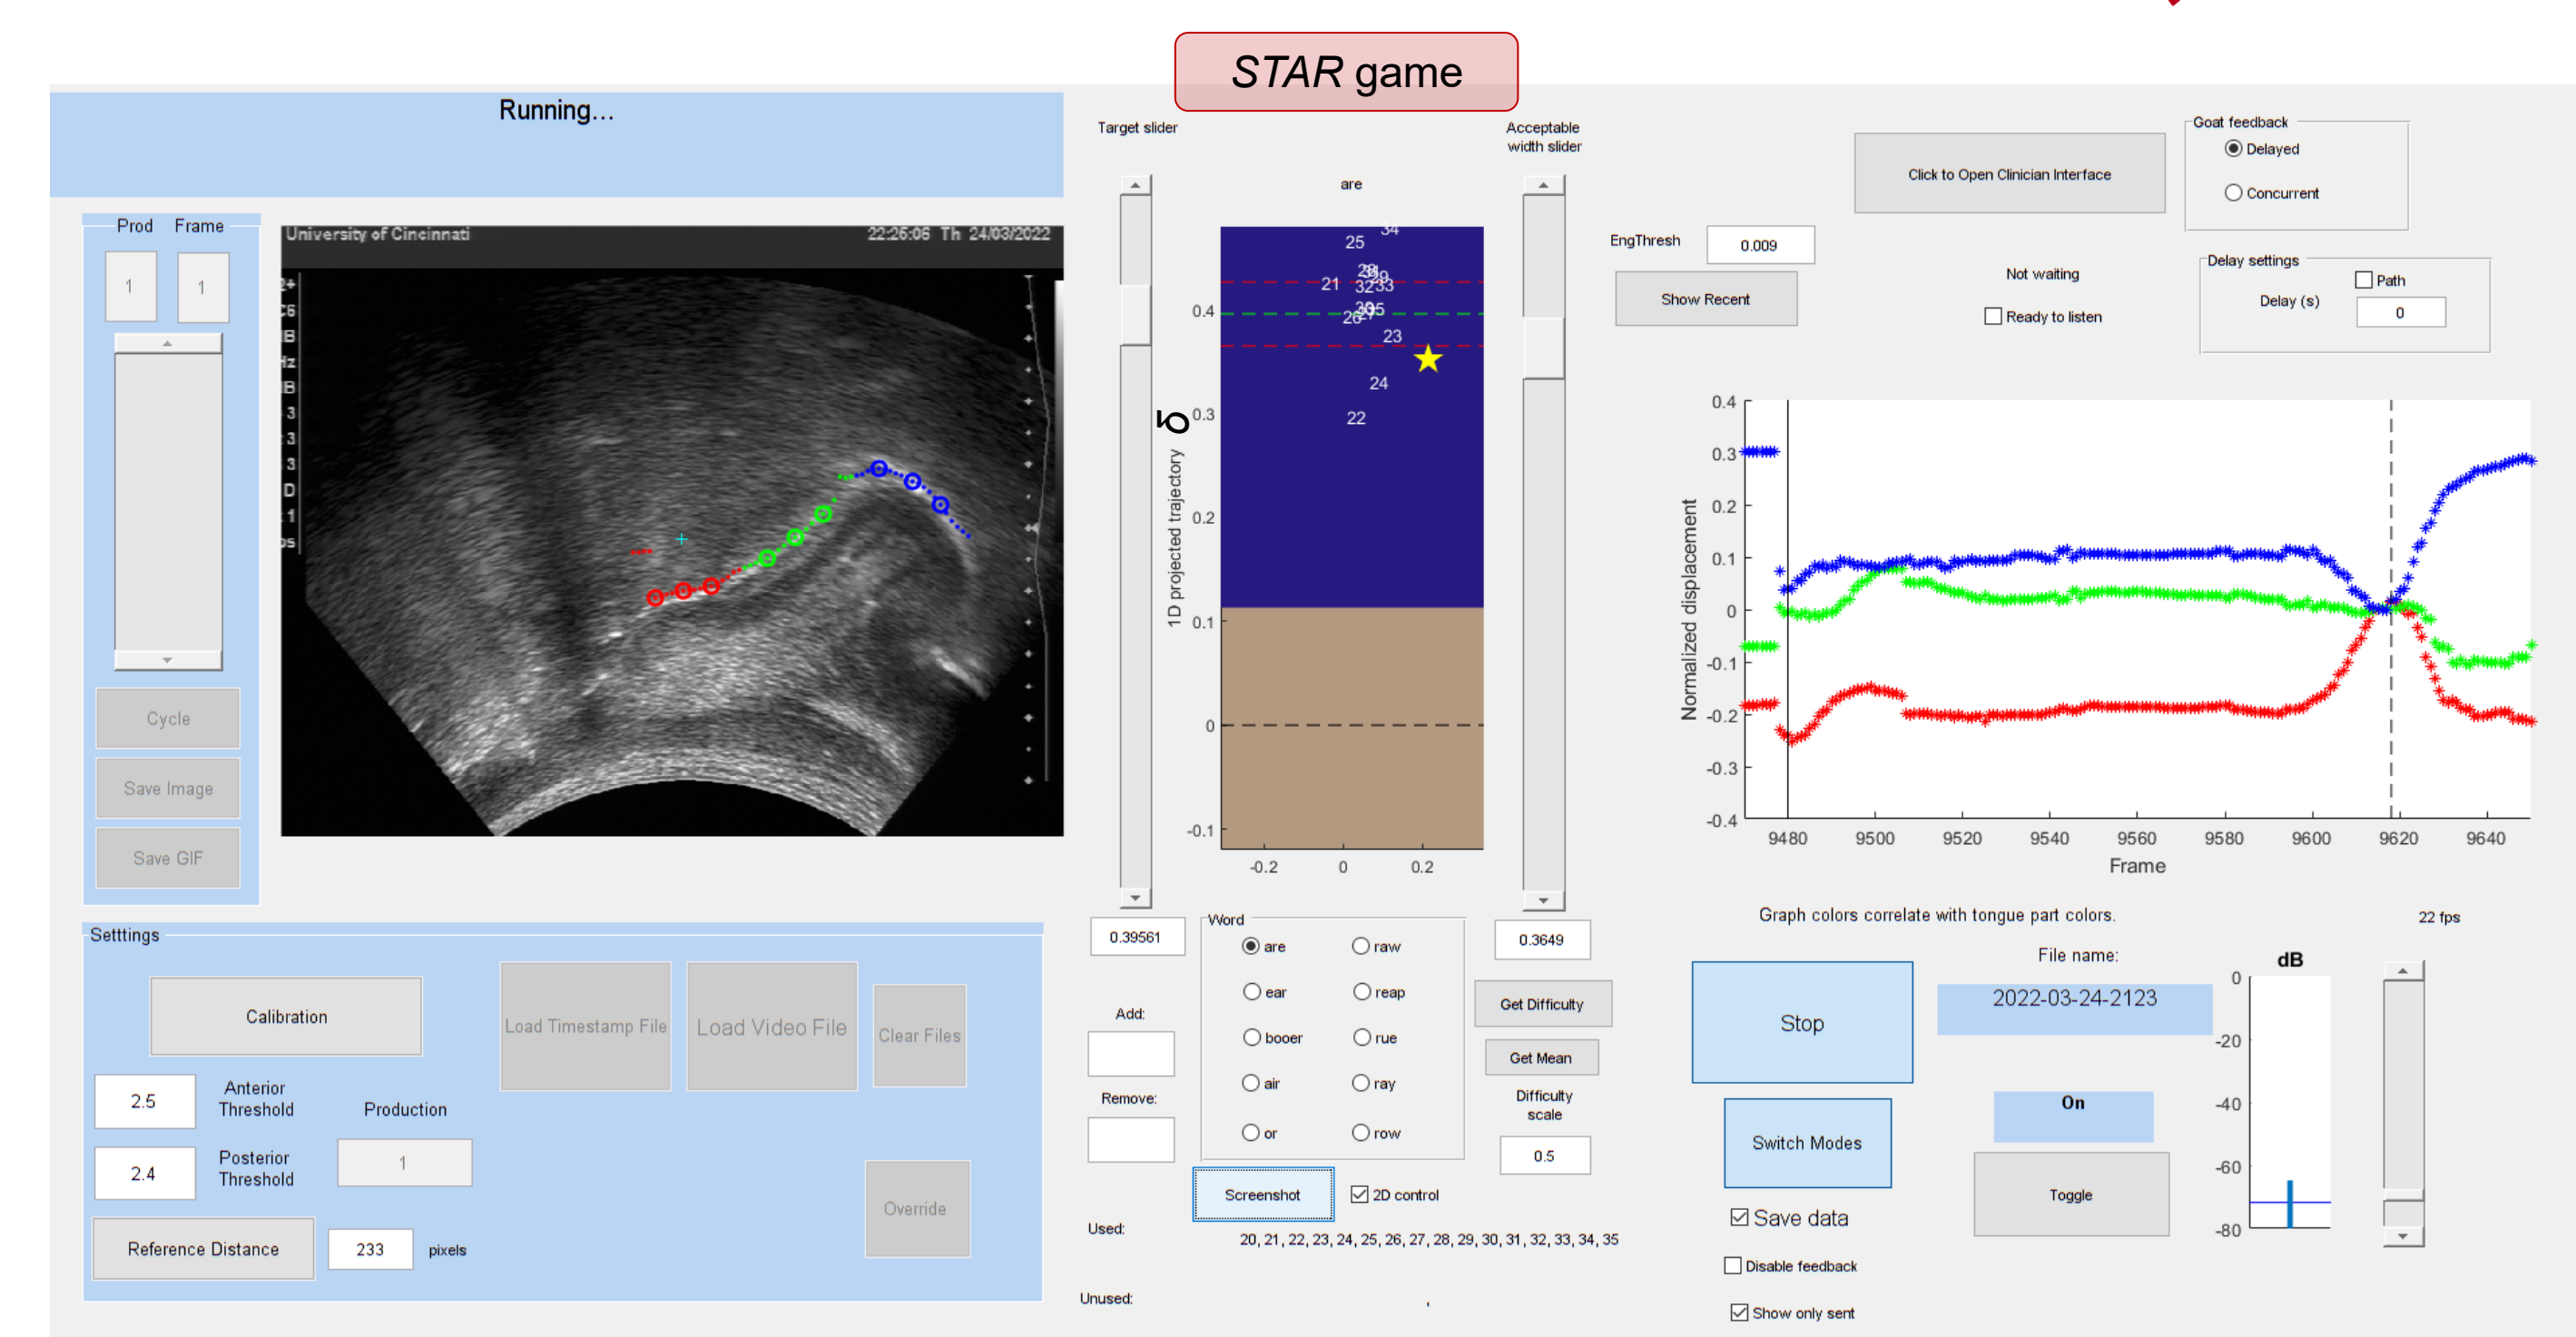 STAR game
Running...
Target slider
Acceptable
width slider
are
Prod Frame
1 1
University of Cincinnati 22:26:06 Th 24/03/2022
Cycle
Save Image
Save GIF
1D projected trajectory δ
0.4
0.3
0.2
0.1
0
-0.1
-0.2 0 0.2
34
25
21
29
32 33
26
23
24
22
EngThresh 0.009
Show Recent
Click to Open Clinician Interface
Goat feedback
Delayed
Concurrent
Not waiting
Ready to listen
Delay settings
Path
Delay (s) 0
Normalized displacement
0.4
0.3
0.2
0.1
0
-0.1
-0.2
-0.3
-0.4
9480 9500 9520 9540 9560 9580 9600 9620 9640
Frame
Graph colors correlate with tongue part colors.
22 fps
Setttings
Calibration
Load Timestamp File
Load Video File
Clear Files
2.5
Anterior
Threshold
Production
1
2.4
Posterior
Threshold
Reference Distance 233 pixels
Override
0.39561
Add:
Remove:
Word
are raw
ear reap
booer rue
air ray
or row
0.3649
Get Difficulty
Get Mean
Difficulty
scale
0.5
Screenshot
2D control
Used: 20, 21, 22, 23, 24, 25, 26, 27, 28, 29, 30, 31, 32, 33, 34, 35
Unused:
Stop
Switch Modes
Save data
Disable feedback
Show only sent
File name:
2022-03-24-2123
On
Toggle
dB
0
-20
-40
-60
-80